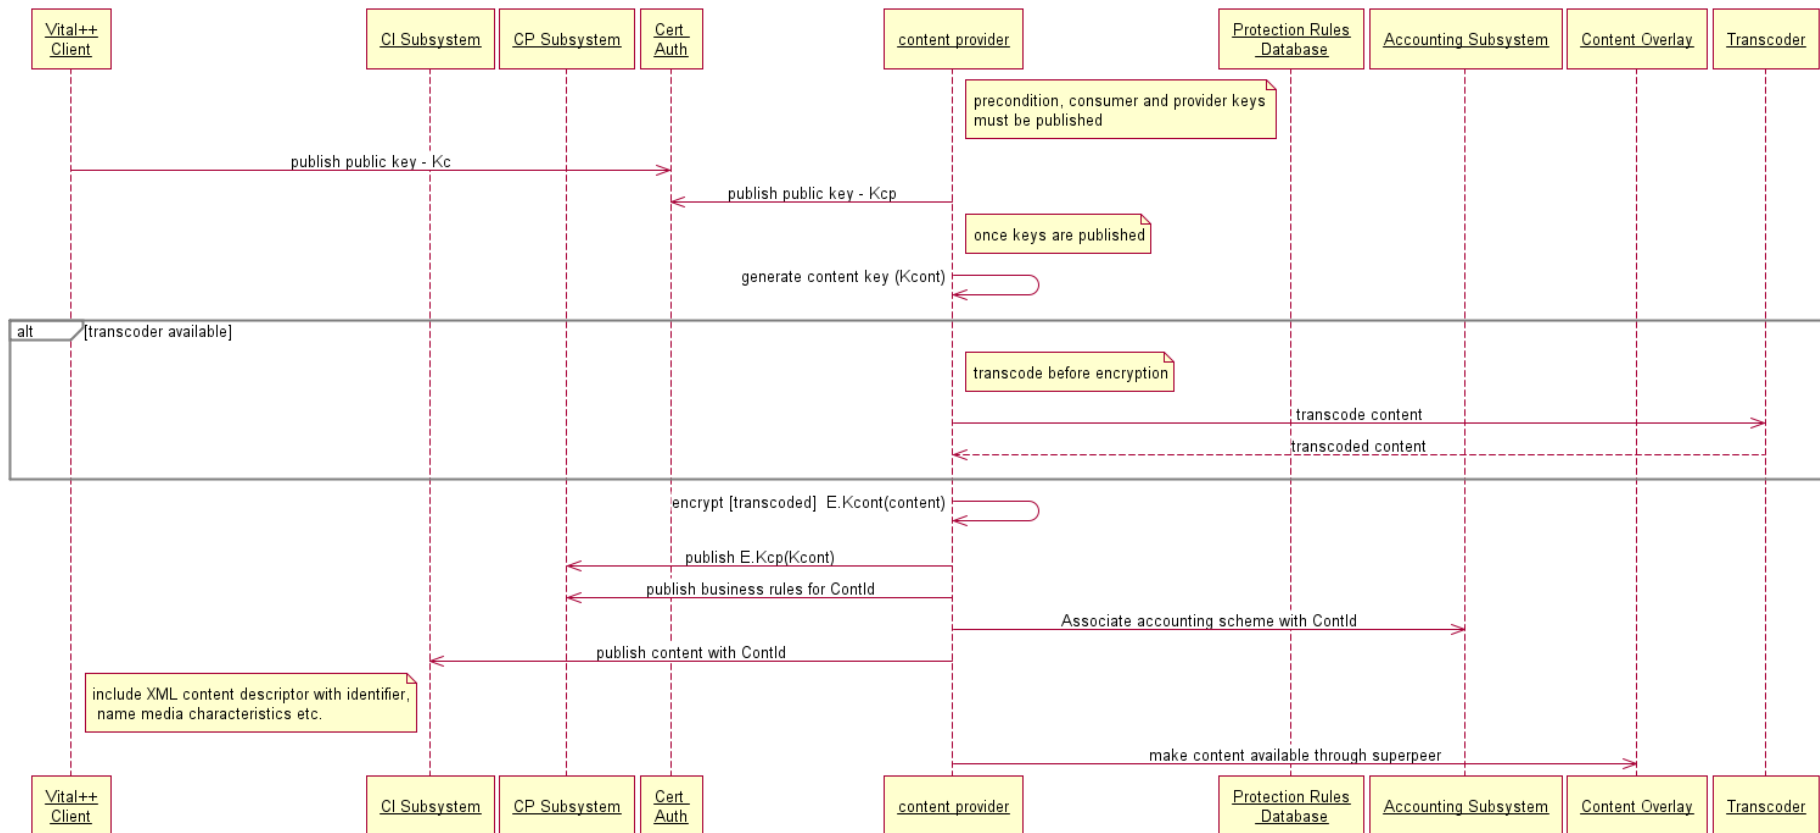 Vital++
Client
CI Subsystem
CP Subsystem
Cert
Auth
content provider
Protection Rules
Database
Accounting Subsystem
Content Overlay
Transcoder
precondition, consumer and provider keys
must be published
publish public key - Kc
publish public key - Kcp
once keys are published
generate content key (Kcont)
alt
[transcoder available]
transcode before encryption
transcode content
transcoded content
encrypt [transcoded]  E.Kcont(content)
publish E.Kcp(Kcont)
publish business rules for ContId
Associate accounting scheme with ContId
publish content with ContId
include XML content descriptor with identifier,
name media characteristics etc.
make content available through superpeer
Vital++
Client
CI Subsystem
CP Subsystem
Cert
Auth
content provider
Protection Rules
Database
Accounting Subsystem
Content Overlay
Transcoder